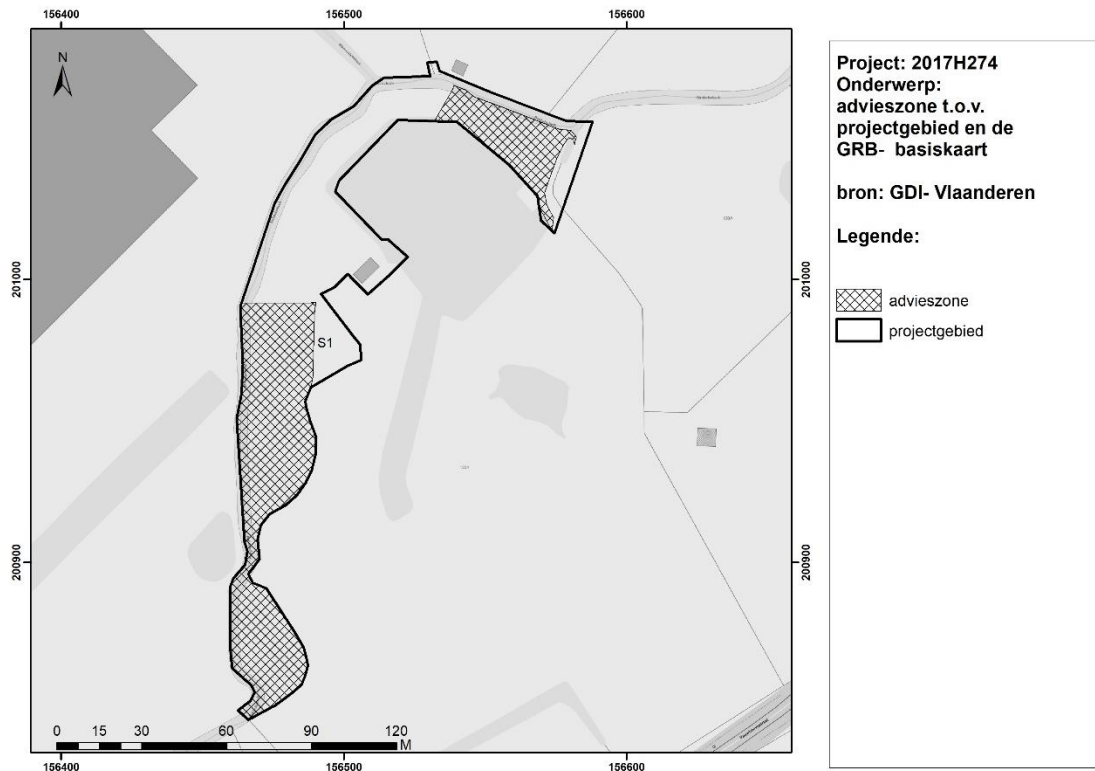 156400 156500 156600
N
201000 201000
S1
200900 200900
0 15 30 60 90 120
M
156400 156500 156600
Project: 2017H274
Onderwerp:
advieszone t.o.v.
projectgebied en de
GRB- basiskaart
bron: GDI- Vlaanderen
Legende:
advieszone
projectgebied